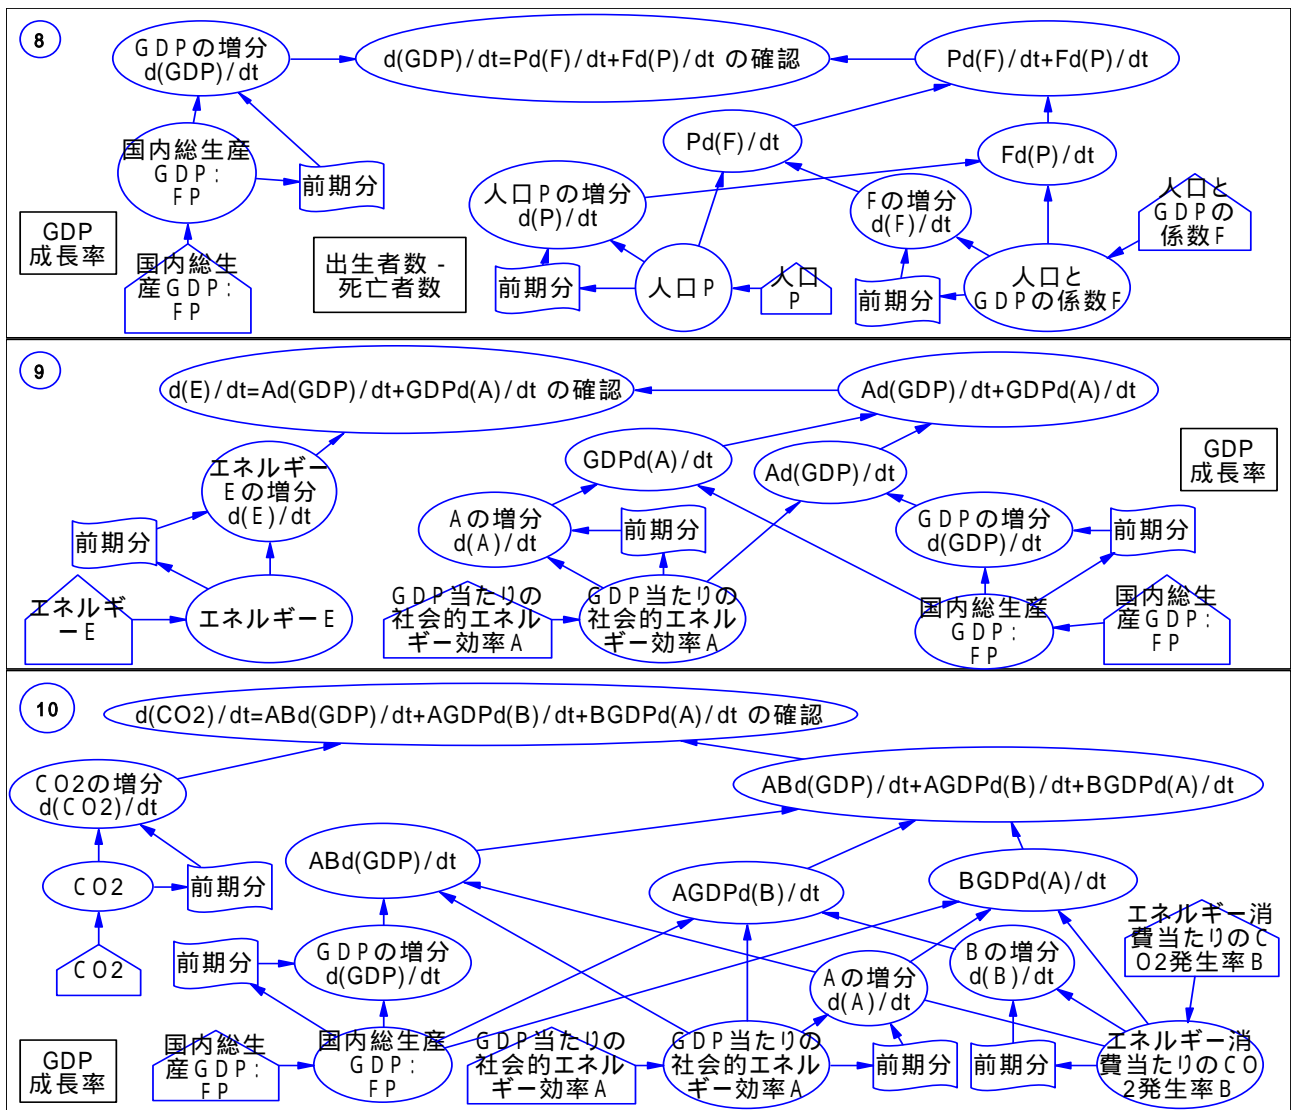 8
GDPの増分
d(GDP)/dt
d(GDP)/dt=Pd(F)/dt+Fd(P)/dt の確認
Pd(F)/dt+Fd(P)/dt
国内総生産
GDP:
FP
前期分
Pd(F)/dt
Fd(P)/dt
人口Pの増分
d(P)/dt
Fの増分
d(F)/dt
人口と
GDPの
係数F
GDP
成長率
国内総生
産GDP:
FP
出生者数 -
死亡者数
前期分
人口P
人口
P
前期分
人口と
GDPの係数F
9
d(E)/dt=Ad(GDP)/dt+GDPd(A)/dt の確認
Ad(GDP)/dt+GDPd(A)/dt
エネルギー
Eの増分
d(E)/dt
GDPd(A)/dt
Ad(GDP)/dt
GDP
成長率
前期分
Aの増分
d(A)/dt
前期分
GDPの増分
d(GDP)/dt
前期分
エネルギ
ーE
エネルギーE
GDP当たりの
社会的エネル
ギー効率A
GDP当たりの
社会的エネル
ギー効率A
国内総生産
GDP:
FP
国内総生
産GDP:
FP
10
d(CO2)/dt=ABd(GDP)/dt+AGDPd(B)/dt+BGDPd(A)/dt の確認
CO2の増分
d(CO2)/dt
ABd(GDP)/dt+AGDPd(B)/dt+BGDPd(A)/dt
CO2
前期分
ABd(GDP)/dt
AGDPd(B)/dt
BGDPd(A)/dt
エネルギー消
費当たりのC
O2発生率B
CO2
前期分
GDPの増分
d(GDP)/dt
Aの増分
d(A)/dt
Bの増分
d(B)/dt
GDP
成長率
国内総生
産GDP:
FP
国内総生産
GDP:
FP
GDP当たりの
社会的エネル
ギー効率A
GDP当たりの
社会的エネル
ギー効率A
前期分
前期分
エネルギー消
費当たりのCO
2発生率B